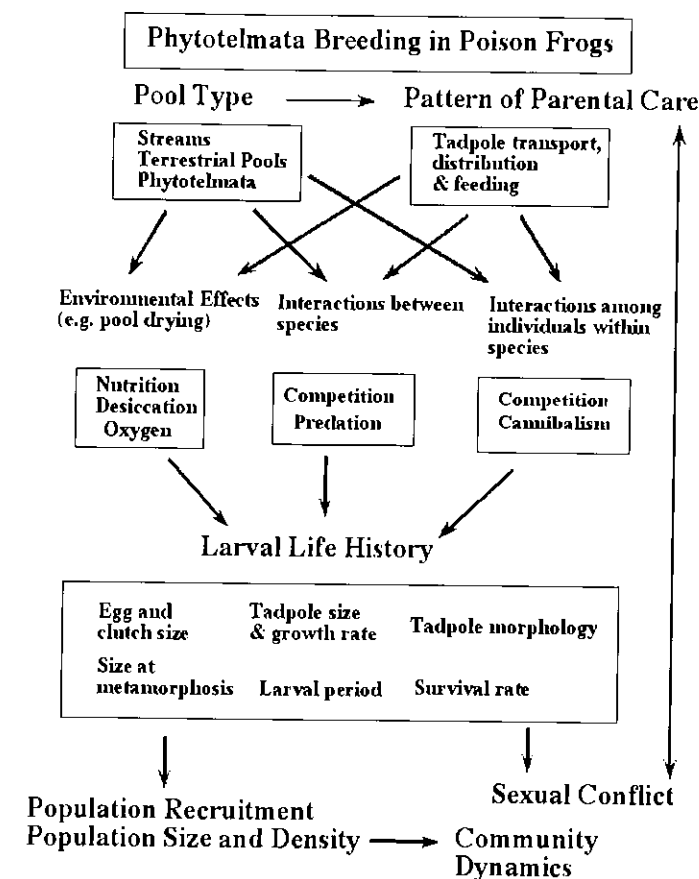 Phytotelmata Breeding in Poison Frogs
Pool Type
Pattern of Parental Care
Streams
Terrestrial Pools
Phytotelmata
Tadpole transport,
distribution
& feeding
Environmental Effects
(e.g. pool drying)
Interactions between
species
Interactions among
individuals within
species
Nutrition
Desiccation
Oxygen
Competition
Predation
Competition
Cannibalism
Larval Life History
Egg and
clutch size
Tadpole size
& growth rate
Tadpole morphology
Size at
metamorphosis
Larval period
Survival rate
Sexual Conflict
Population Recruitment
Population Size and Density
Community
Dynamics